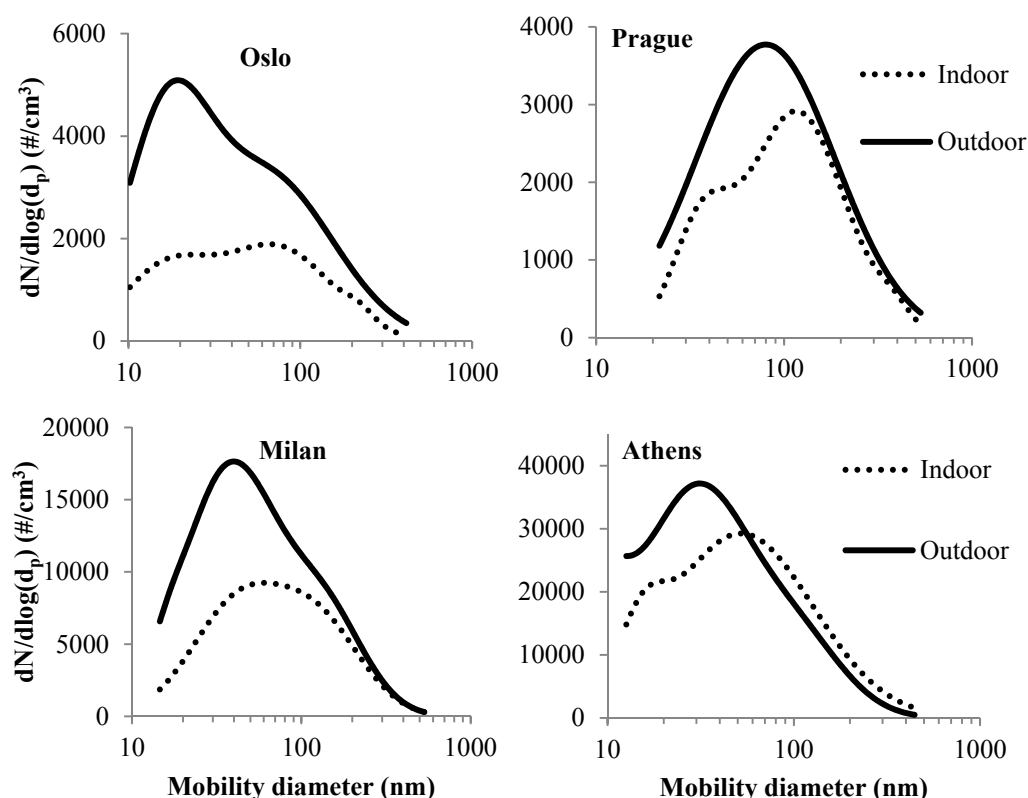 Oslo
dN/dlog(dp) (#/cm³)
6000
4000
2000
0
10
100
1000
Prague
4000
3000
2000
1000
0
10
100
1000
Indoor
Outdoor
Milan
dN/dlog(dp) (#/cm³)
20000
15000
10000
5000
0
10
100
1000
Mobility diameter (nm)
Athens
40000
30000
20000
10000
0
10
100
1000
Mobility diameter (nm)
Indoor
Outdoor